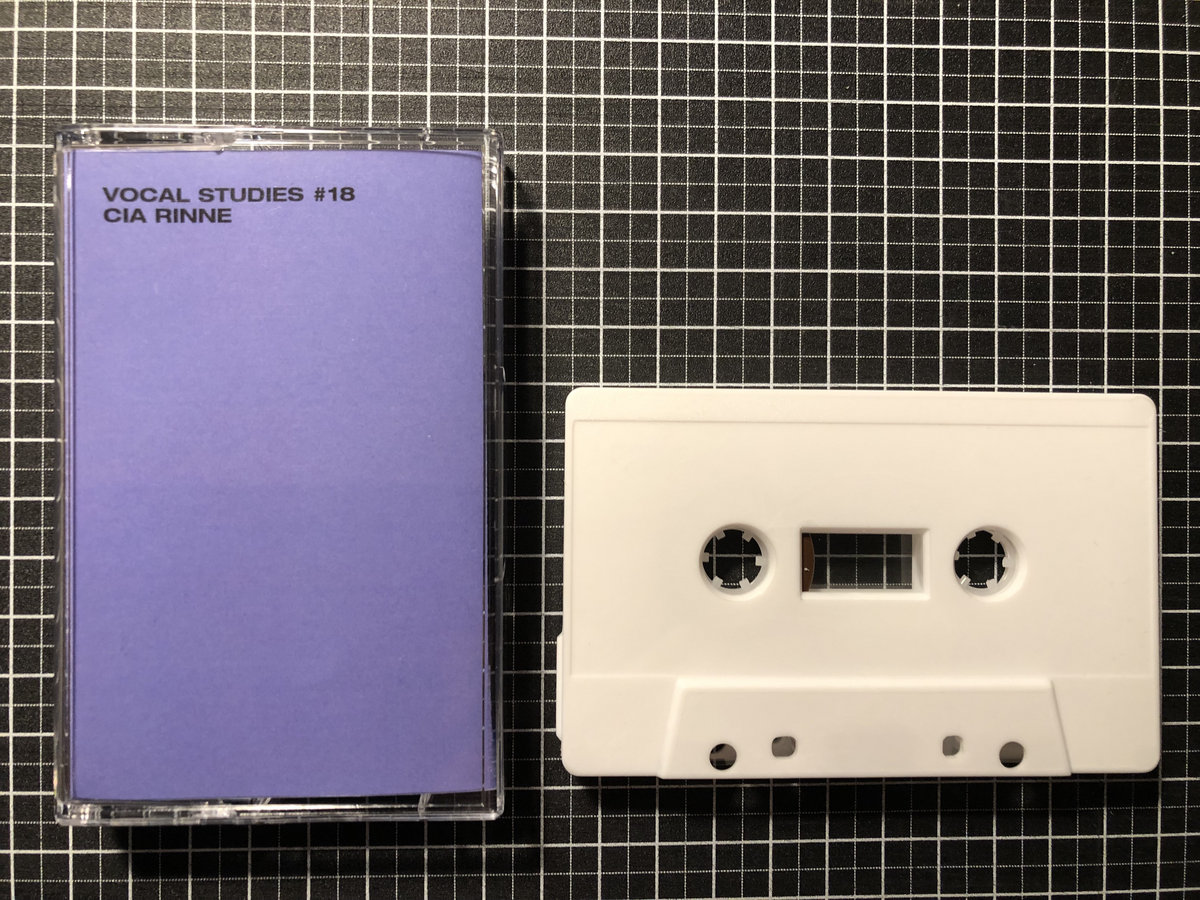 VOCAL STUDIES #18
CIA RINNE